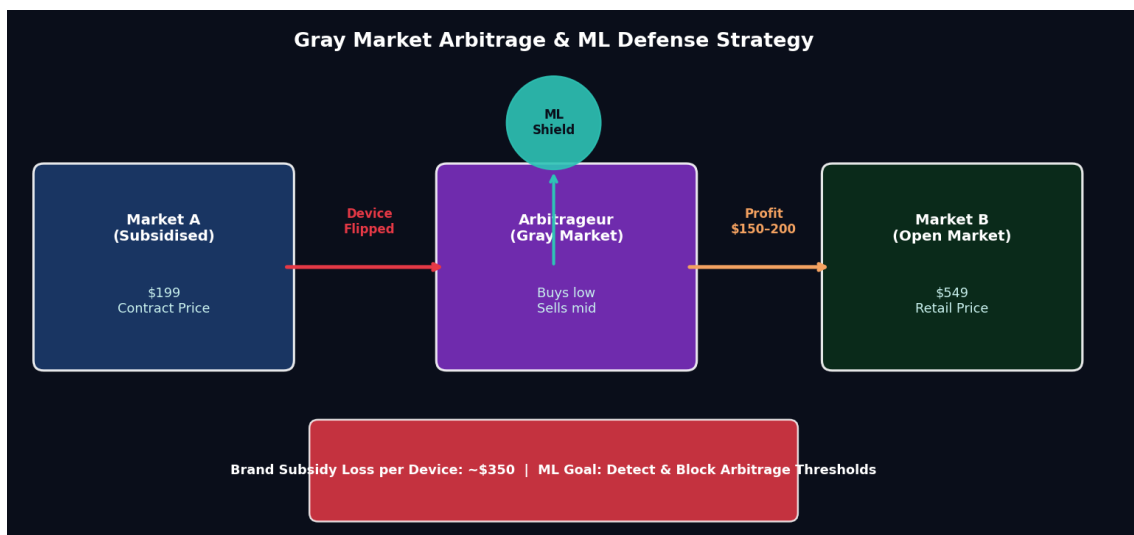 Gray Market Arbitrage & ML Defense Strategy
ML
Shield
Market A
(Subsidised)
$199
Contract Price
Device
Flipped
Arbitrageur
(Gray Market)
Buys low
Sells mid
Profit
$150–200
Market B
(Open Market)
$549
Retail Price
Brand Subsidy Loss per Device: ~$350 | ML Goal: Detect & Block Arbitrage Thresholds